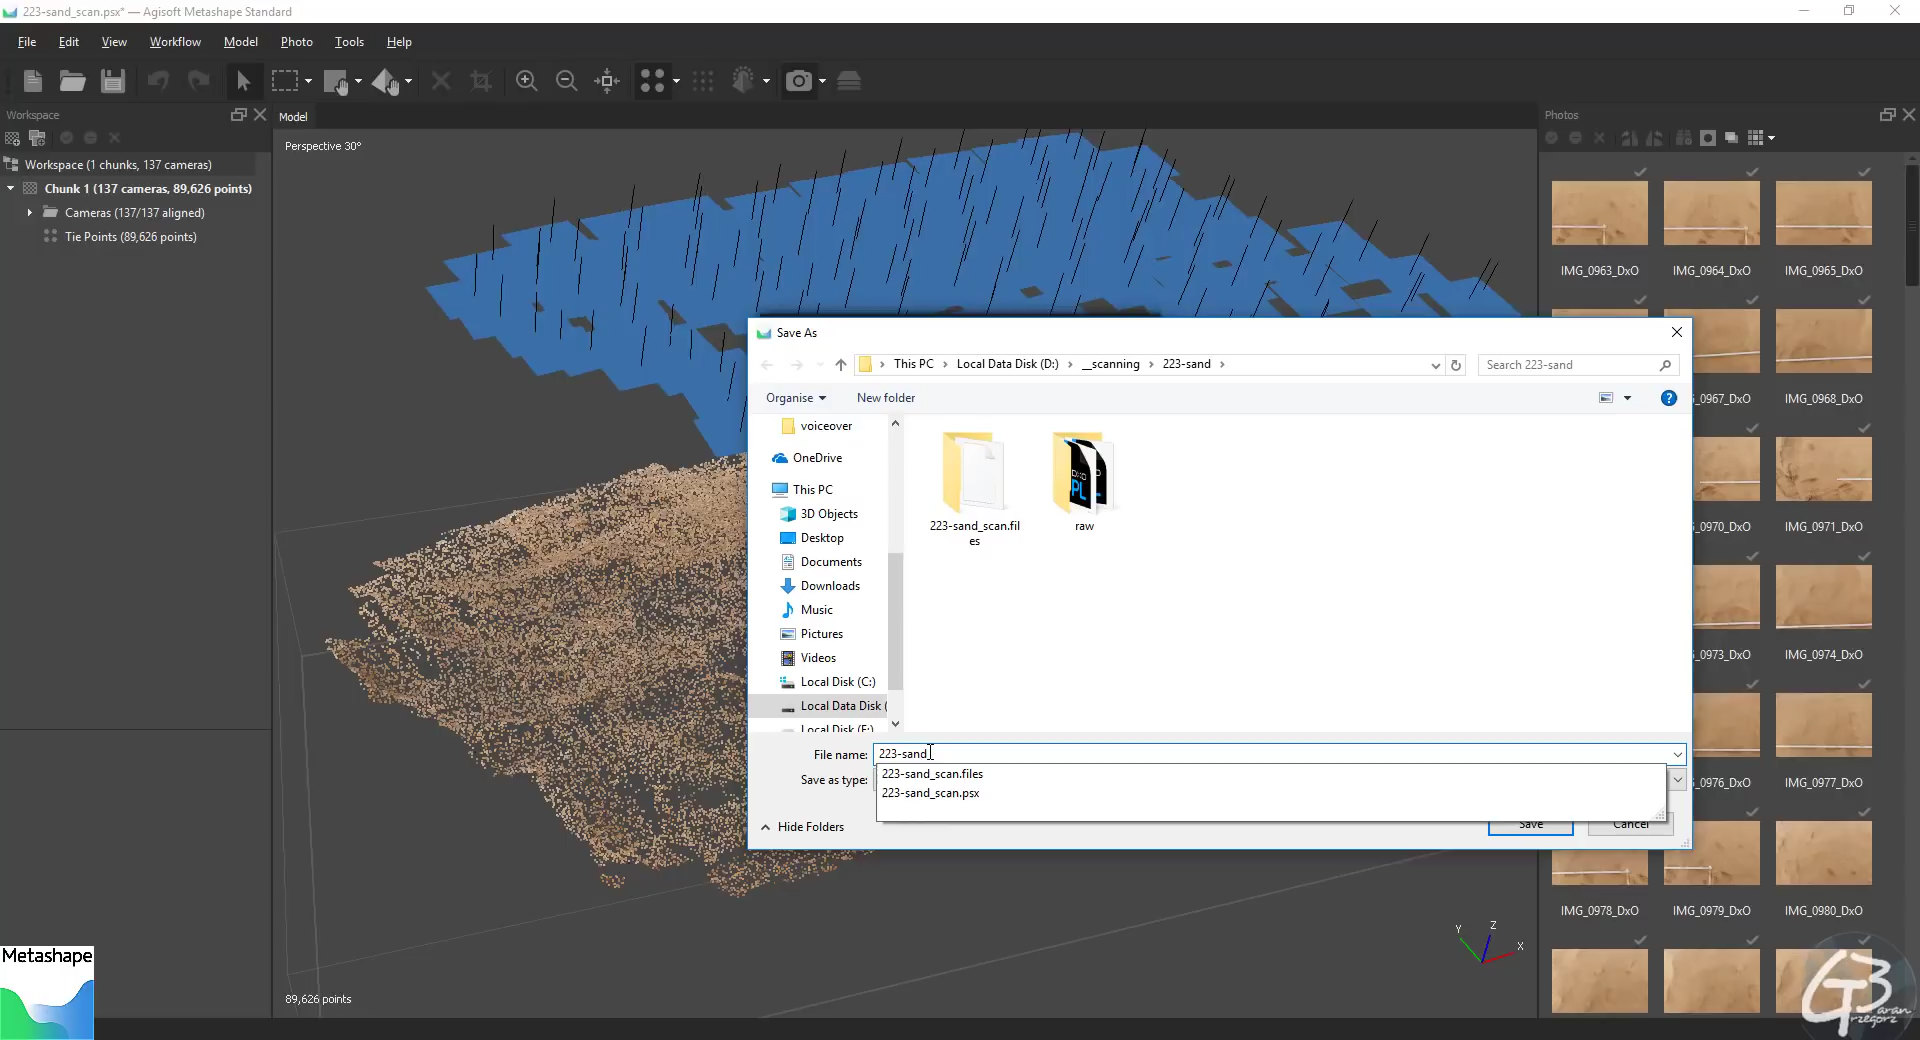 223-sand_scan.psx* — Agisoft Metashape Standard
File Edit View Workflow Model Photo Tools Help
Workspace
Workspace (1 chunks, 137 cameras)
Chunk 1 (137 cameras, 89,626 points)
Cameras (137/137 aligned)
Tie Points (89,626 points)
Model
Perspective 30°
89,626 points
Y
Z
X
Save As
This PC
Local Data Disk (D:)
__scanning
223-sand
Search 223-sand
Organise
New folder
voiceover
OneDrive
This PC
3D Objects
Desktop
Documents
Downloads
Music
Pictures
Videos
Local Disk (C:)
Local Data Disk (
Local Disk (E:)
223-sand_scan.fil
es
raw
File name: 223-sand_
223-sand_scan.files
223-sand_scan.psx
Save as type:
Hide Folders
Save
Cancel
Photos
IMG_0963_DxO IMG_0964_DxO IMG_0965_DxO
_0967_DxO IMG_0968_DxO
_0970_DxO IMG_0971_DxO
_0973_DxO IMG_0974_DxO
_0976_DxO IMG_0977_DxO
IMG_0978_DxO IMG_0979_DxO IMG_0980_DxO
Metashape